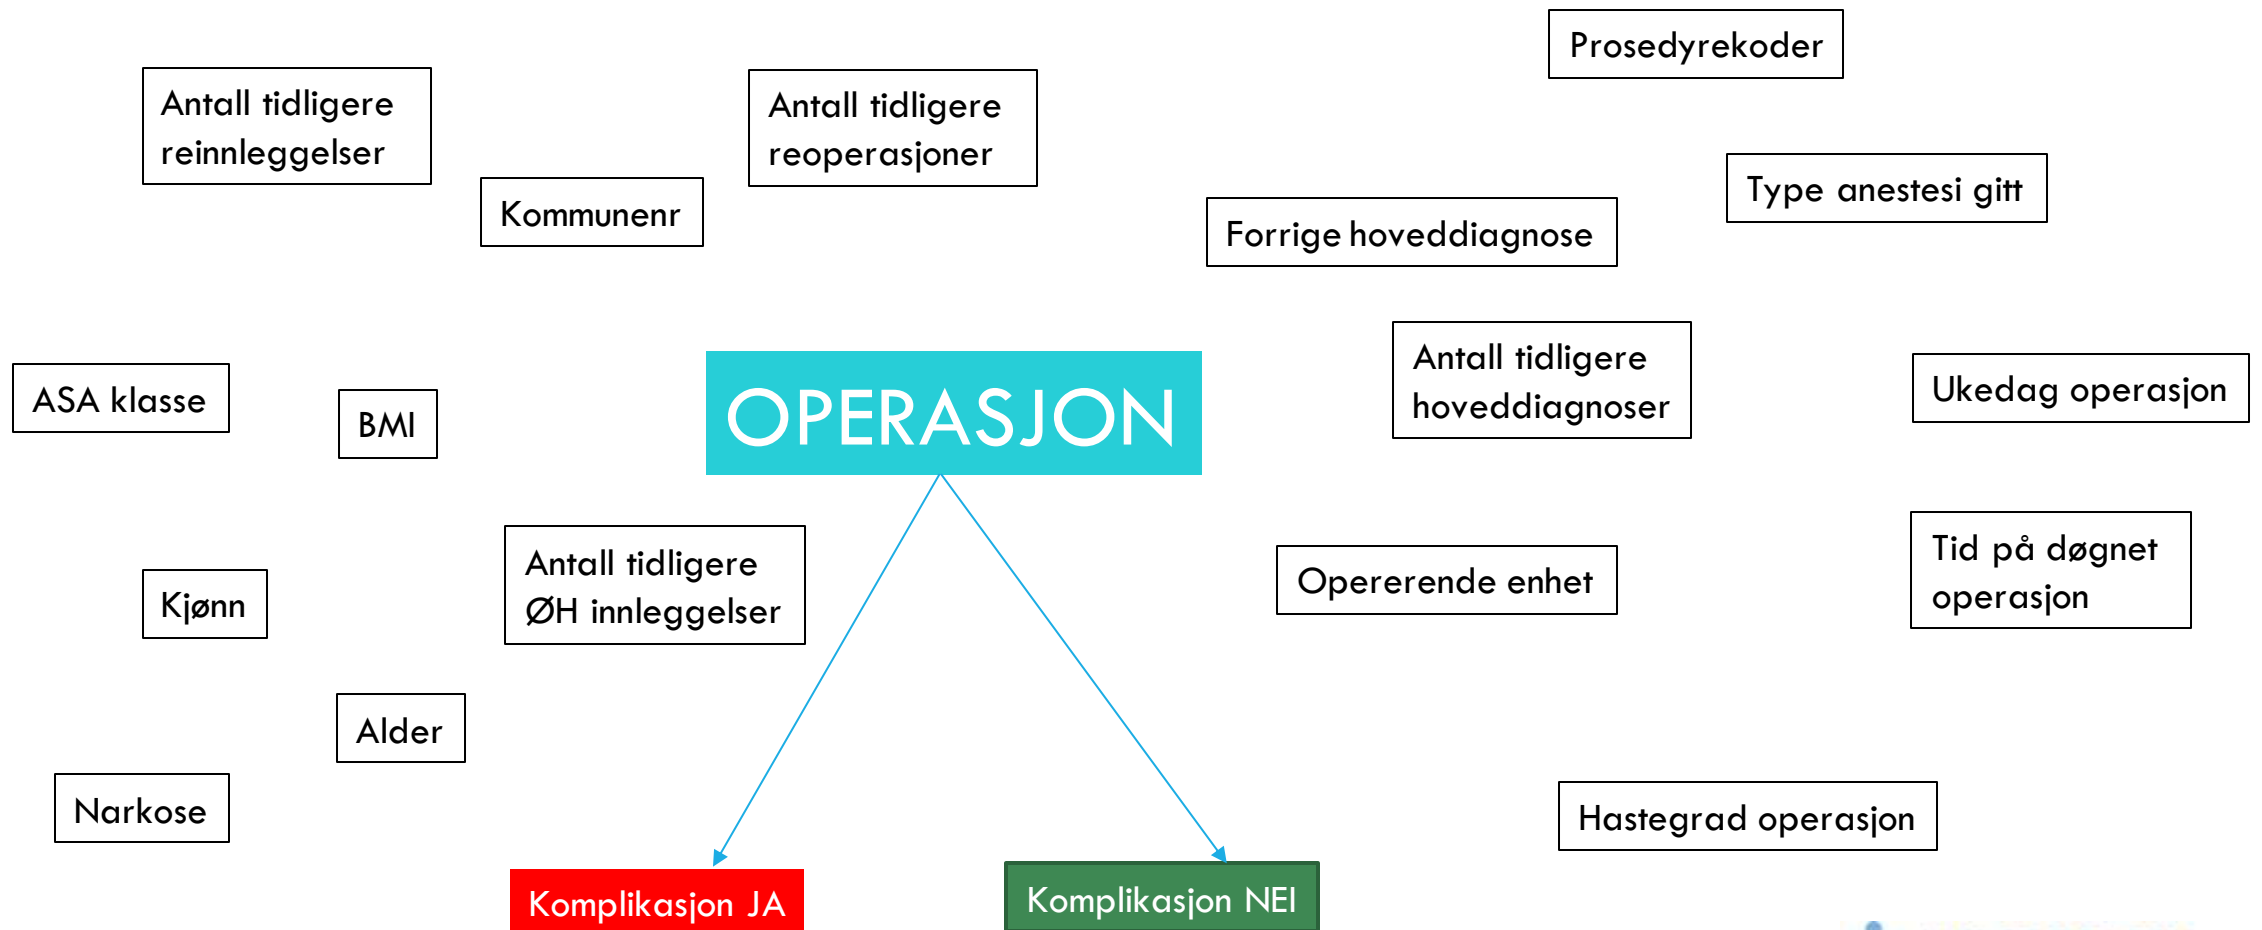 Prosedyrekoder
Antall tidligere
reinnleggelser
Antall tidligere
reoperasjoner
Type anestesi gitt
Kommunenr
Forrige hoveddiagnose
Antall tidligere
hoveddiagnoser
ASA klasse
BMI
OPERASJON
Ukedag operasjon
Antall tidligere
ØH innleggelser
Opererende enhet
Tid på døgnet
operasjon
Kjønn
Alder
Narkose
Hastegrad operasjon
Komplikasjon JA
Komplikasjon NEI